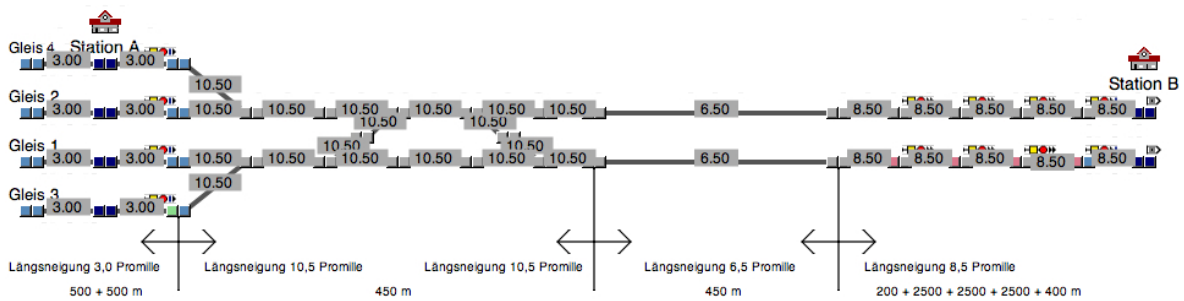 Station A
Gleis 4 3.00 3.00
10.50
Station B
Gleis 2 3.00 3.00 10.50 10.50 10.50 10.50 10.50 10.50 6.50 8.50 8.50 8.50 8.50 8.50
10.50 10.50
10.50 10.50
Gleis 1 3.00 3.00 10.50 10.50 10.50 10.50 10.50 10.50 6.50 8.50 8.50 8.50 8.50 8.50
10.50
Gleis 3 3.00 3.00
Längsneigung 3,0 Promille Längsneigung 10,5 Promille Längsneigung 10,5 Promille Längsneigung 6,5 Promille Längsneigung 8,5 Promille
500 + 500 m 450 m 450 m 200 + 2500 + 2500 + 2500 + 400 m